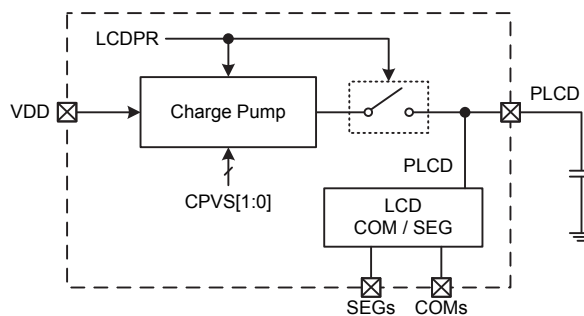 LCDPR
VDD
Charge Pump
PLCD
PLCD
CPVS[1:0]
LCD
COM / SEG
SEGs
COMs